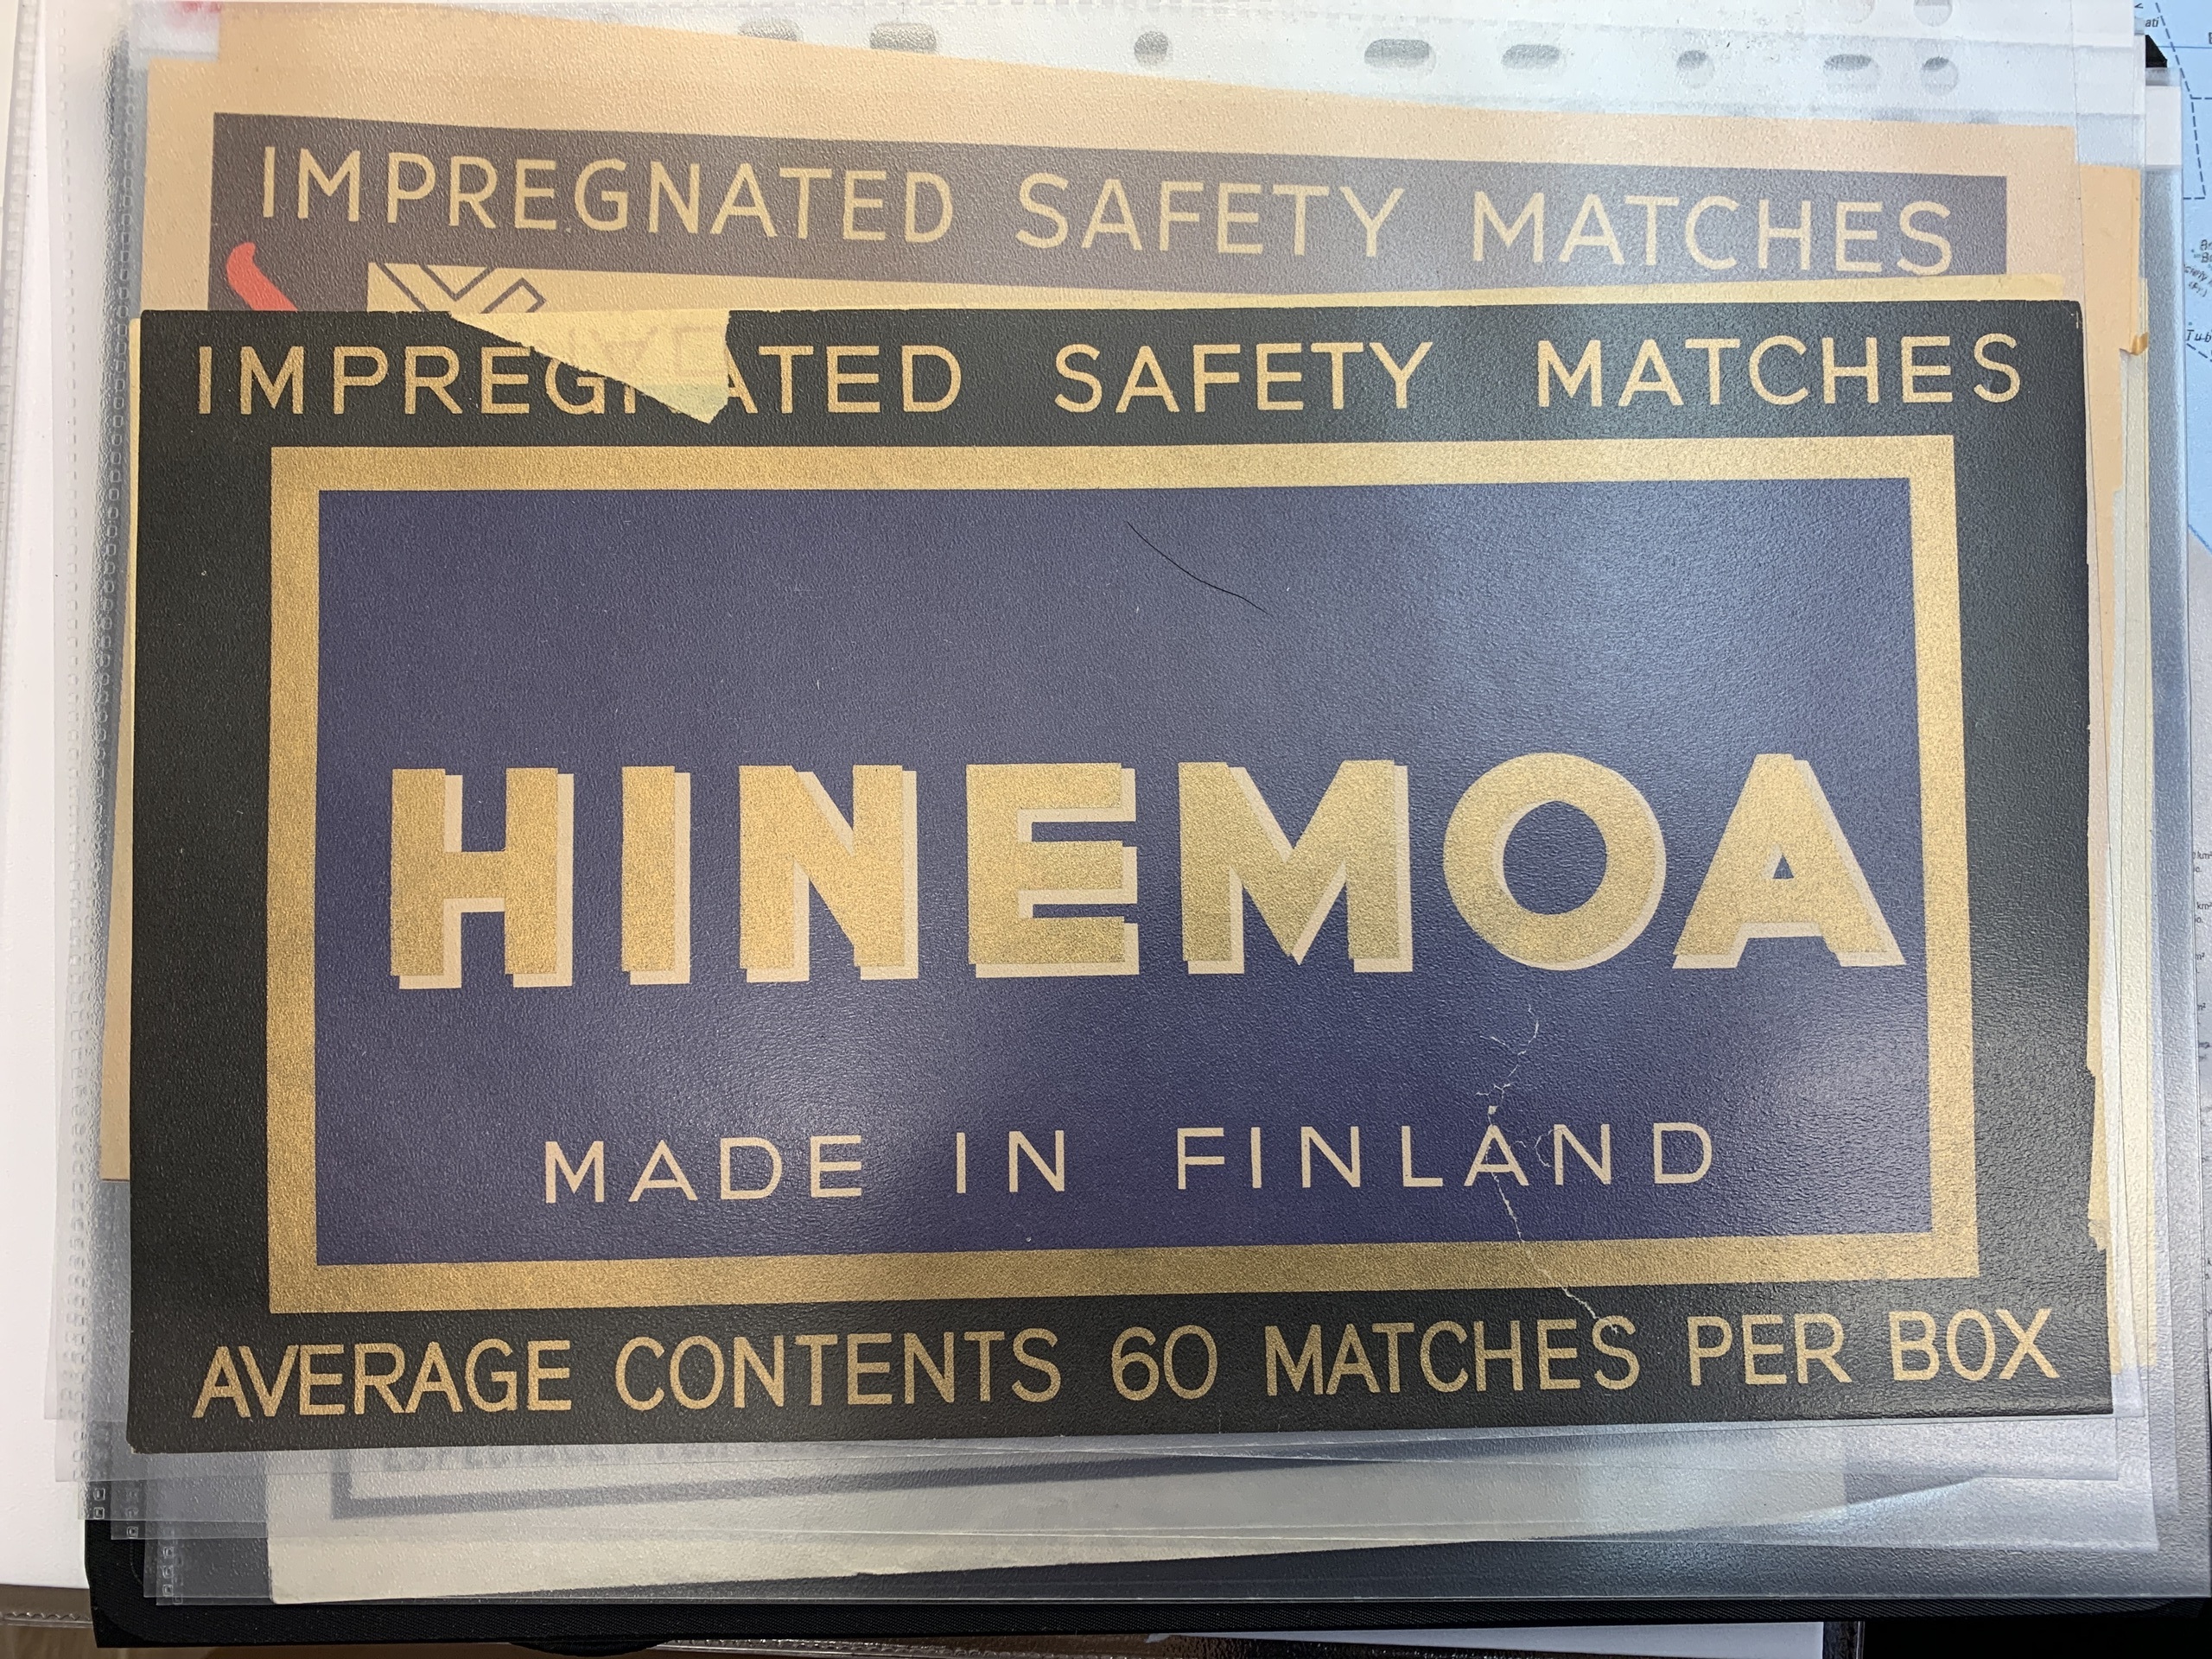 IMPREGNATED SAFETY MATCHES
IMPREGNATED SAFETY MATCHES
HINEMOA
MADE IN FINLAND
AVERAGE CONTENTS 60 MATCHES PER BOX